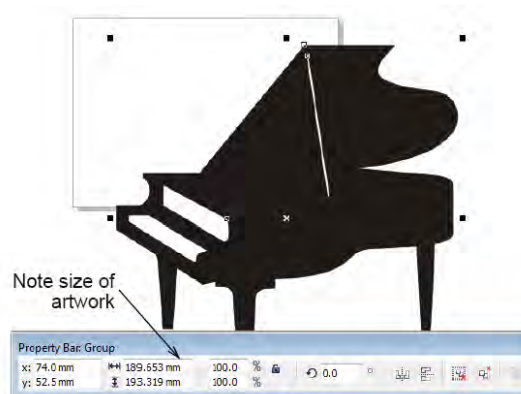 Note size of
artwork
Property Bar: Group
x: 74.0 mm 189.653 mm 100.0 %
y: 52.5 mm 193.319 mm 100.0 % 0.0 °